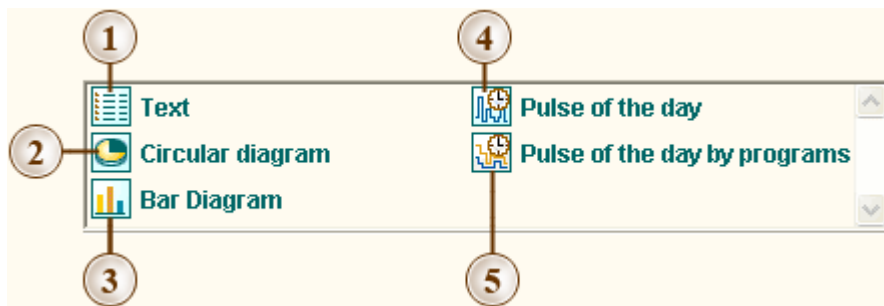 1
4
Text
Pulse of the day
2
Circular diagram
Pulse of the day by programs
Bar Diagram
3
5